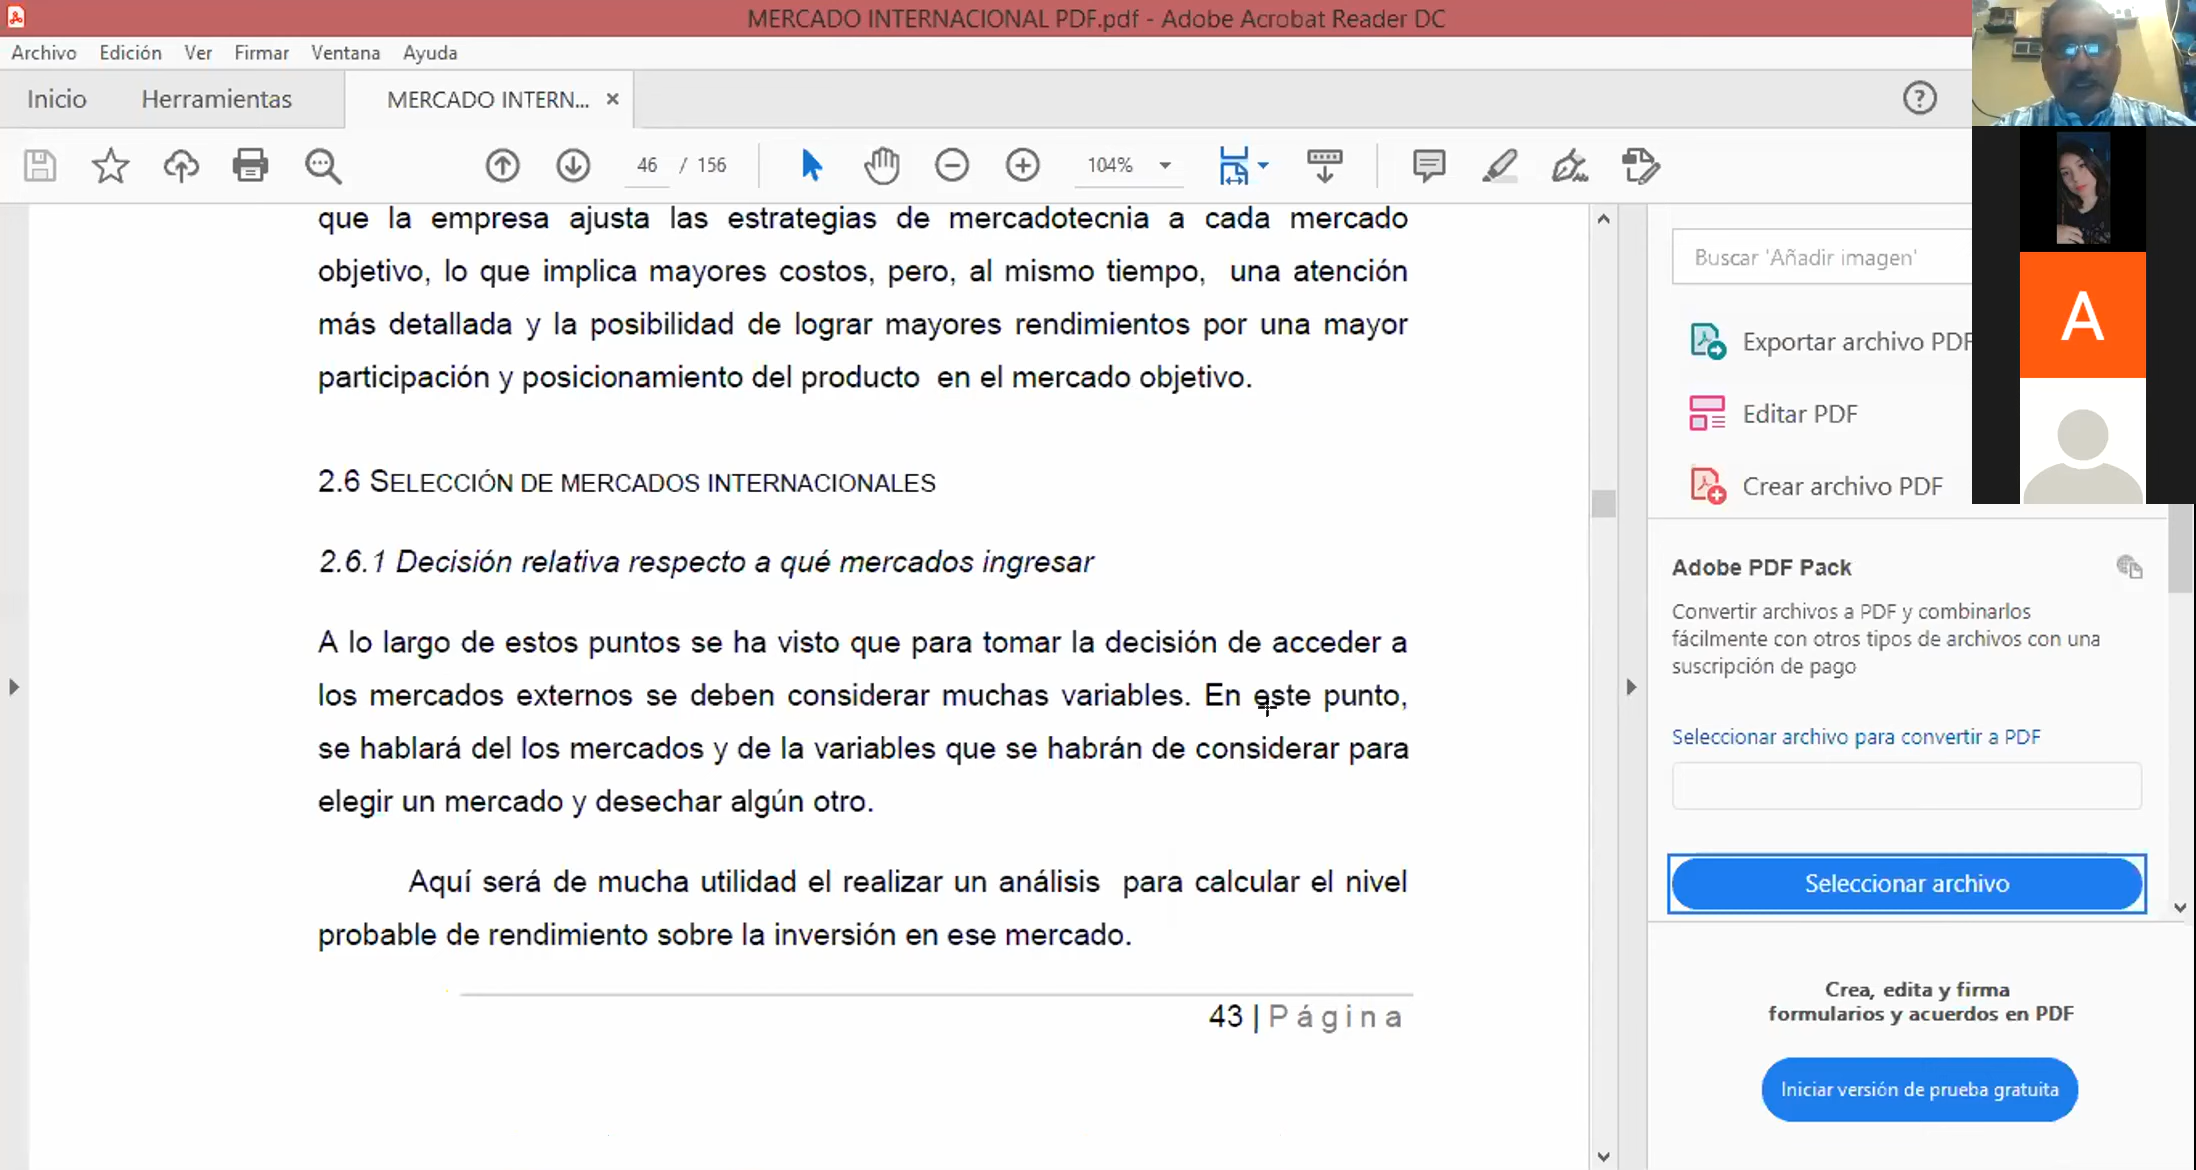 MERCADO INTERNACIONAL PDF.pdf - Adobe Acrobat Reader DC
Archivo Edición Ver Firmar Ventana Ayuda
Inicio Herramientas MERCADO INTERN... ×
46 / 156 104%
que la empresa ajusta las estrategias de mercadotecnia a cada mercado
objetivo, lo que implica mayores costos, pero, al mismo tiempo, una atención
más detallada y la posibilidad de lograr mayores rendimientos por una mayor
participación y posicionamiento del producto en el mercado objetivo.
2.6 SELECCIÓN DE MERCADOS INTERNACIONALES
2.6.1 Decisión relativa respecto a qué mercados ingresar
A lo largo de estos puntos se ha visto que para tomar la decisión de acceder a
los mercados externos se deben considerar muchas variables. En este punto,
se hablará del los mercados y de la variables que se habrán de considerar para
elegir un mercado y desechar algún otro.
Aquí será de mucha utilidad el realizar un análisis para calcular el nivel
probable de rendimiento sobre la inversión en ese mercado.
43 | Página
Buscar 'Añadir imagen'
Exportar archivo PDF
Editar PDF
Crear archivo PDF
Adobe PDF Pack
Convertir archivos a PDF y combinarlos
fácilmente con otros tipos de archivos con una
suscripción de pago
Seleccionar archivo para convertir a PDF
Seleccionar archivo
Crea, edita y firma
formularios y acuerdos en PDF
Iniciar versión de prueba gratuita
A